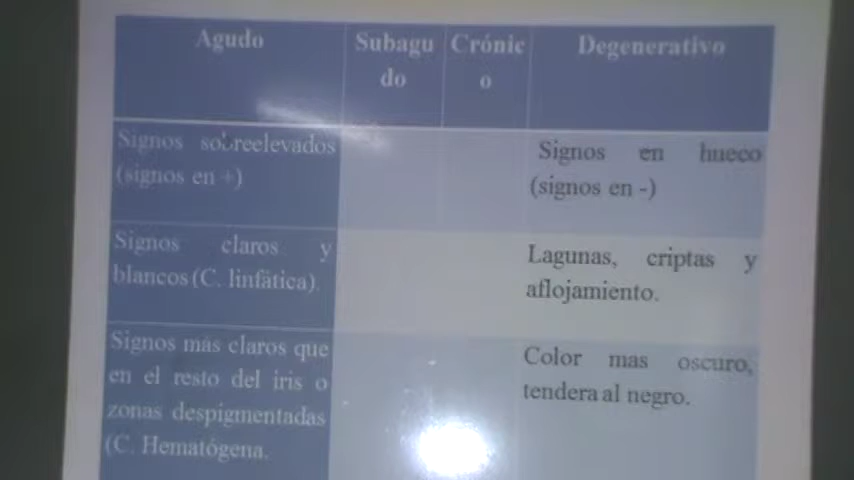 Agudo
Subagu
do
Crónic
o
Degenerativo
Signos sobreelevados
(signos en +)
Signos en hueco
(signos en -)
Signos claros y
blancos (C. linfática).
Lagunas, criptas y
aflojamiento.
Signos mas claros que
en el resto del iris o
zonas despigmentadas
(C. Hematógena.
Color mas oscuro,
tendera al negro.